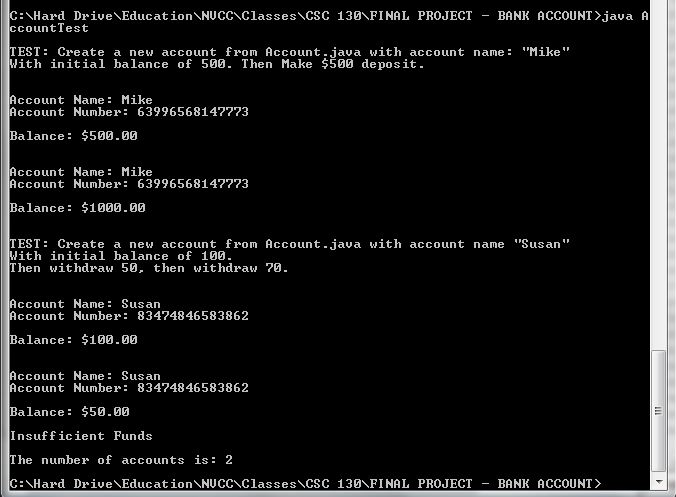 C:\Hard Drive\Education\NVCC\Classes\CSC 130\FINAL PROJECT - BANK ACCOUNT>java A
ccountTest
TEST: Create a new account from Account.java with account name: "Mike"
With initial balance of 500. Then Make $500 deposit.
Account Name: Mike
Account Number: 63996568147773
Balance: $500.00
Account Name: Mike
Account Number: 63996568147773
Balance: $1000.00
TEST: Create a new account from Account.java with account name "Susan"
With initial balance of 100.
Then withdraw 50, then withdraw 70.
Account Name: Susan
Account Number: 83474846583862
Balance: $100.00
Account Name: Susan
Account Number: 83474846583862
Balance: $50.00
Insufficient Funds
The number of accounts is: 2
C:\Hard Drive\Education\NVCC\Classes\CSC 130\FINAL PROJECT - BANK ACCOUNT>